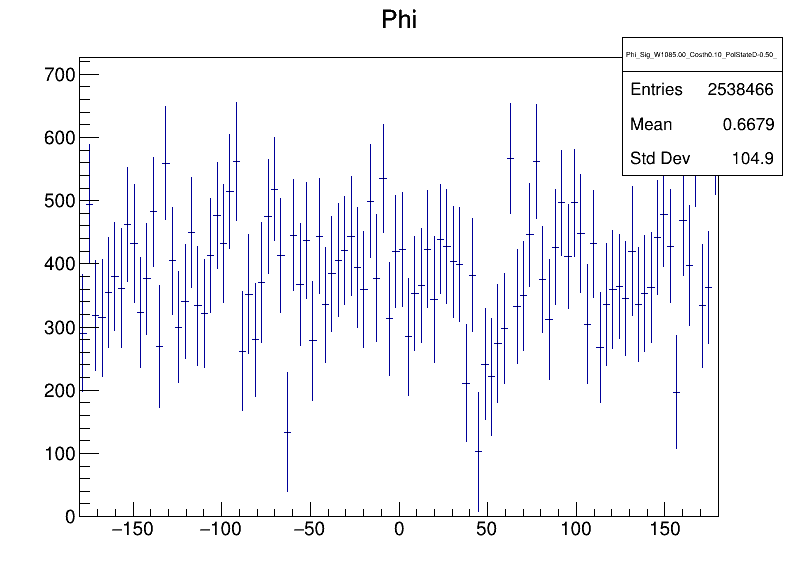 Phi
Phi_Sig_W1085.00_Costh0.10_PolStateD-0.50_
Entries 2538466
Mean 0.6679
Std Dev 104.9
700
600
500
400
300
200
100
0
−150 −100 −50 0 50 100 150